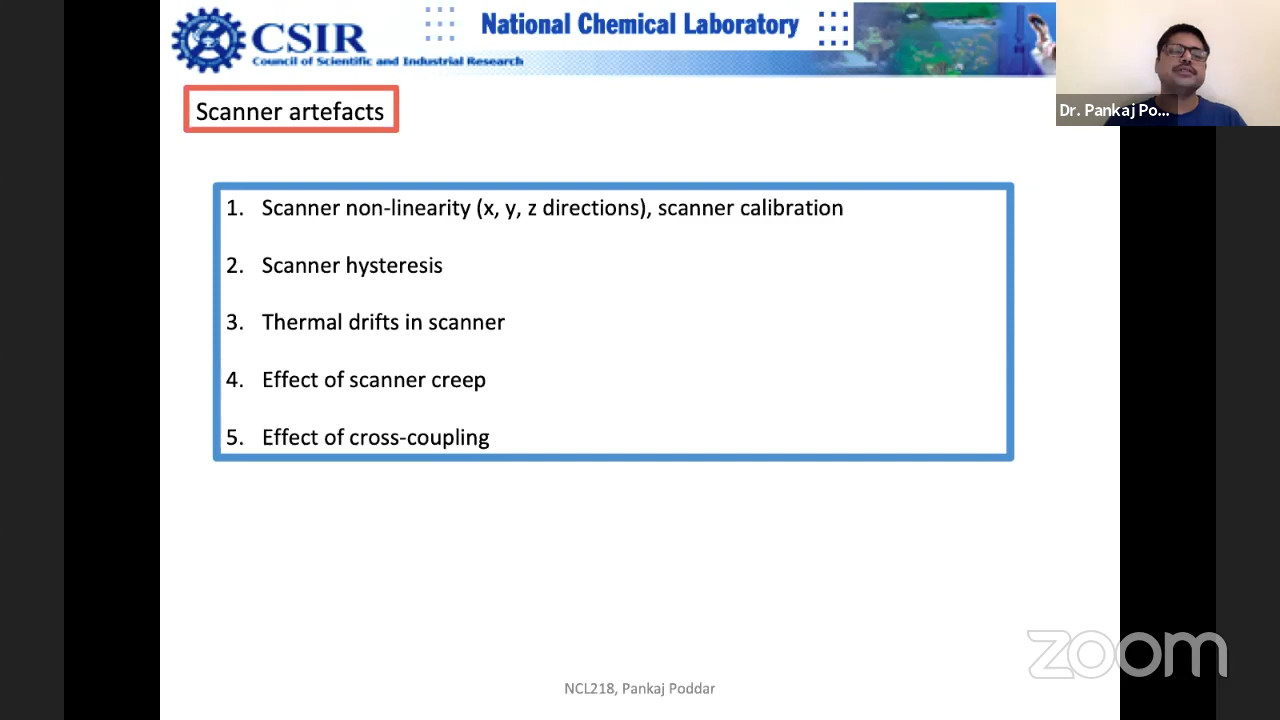 CSIR
Council of Scientific and Industrial Research
National Chemical Laboratory
Dr. Pankaj Po...
Scanner artefacts
1. Scanner non-linearity (x, y, z directions), scanner calibration
2. Scanner hysteresis
3. Thermal drifts in scanner
4. Effect of scanner creep
5. Effect of cross-coupling
zoom
NCL218, Pankaj Poddar